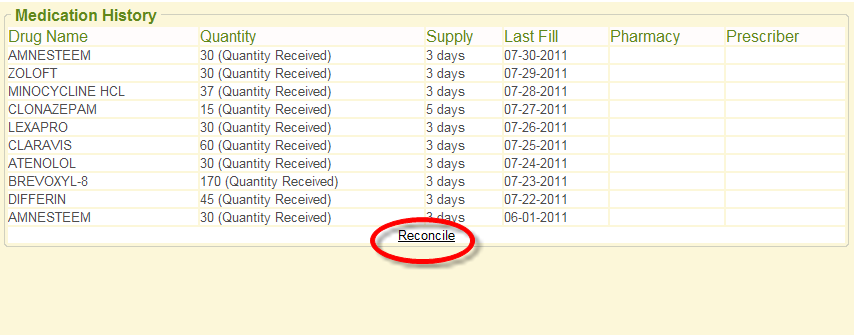 Medication History
Drug Name Quantity Supply Last Fill Pharmacy Prescriber
AMNESTEEM 30 (Quantity Received) 3 days 07-30-2011
ZOLOFT 30 (Quantity Received) 3 days 07-29-2011
MINOCYCLINE HCL 37 (Quantity Received) 3 days 07-28-2011
CLONAZEPAM 15 (Quantity Received) 5 days 07-27-2011
LEXAPRO 30 (Quantity Received) 3 days 07-26-2011
CLARAVIS 60 (Quantity Received) 3 days 07-25-2011
ATENOLOL 30 (Quantity Received) 3 days 07-24-2011
BREVOXYL-8 170 (Quantity Received) 3 days 07-23-2011
DIFFERIN 45 (Quantity Received) 3 days 07-22-2011
AMNESTEEM 30 (Quantity Received) 3 days 06-01-2011
Reconcile